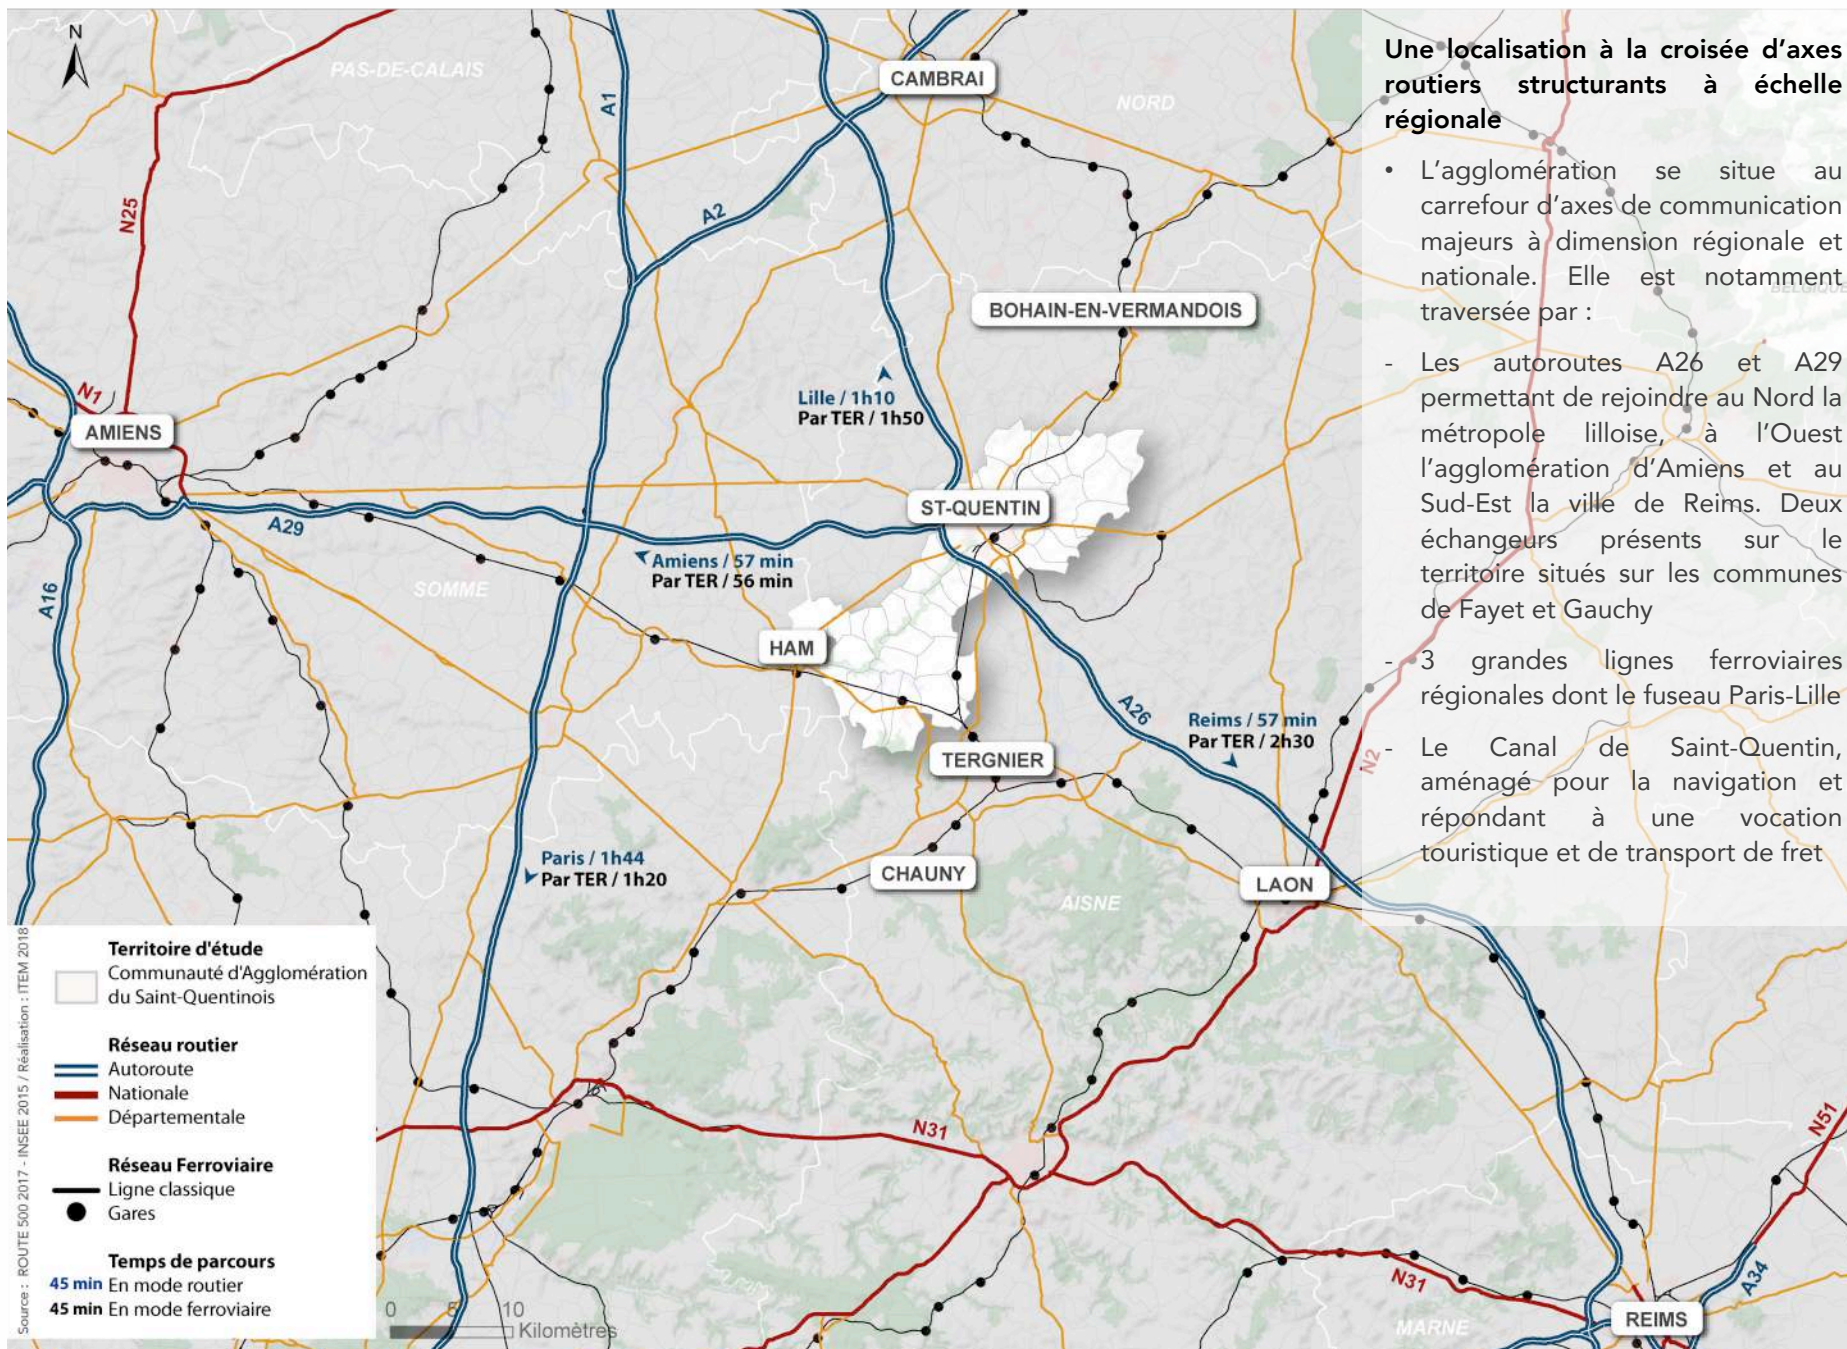 N
PAS-DE-CALAIS
A1
CAMBRAI
NORD
N25
A2
BOHAIN-EN-VERMANDOIS
Lille / 1h10
Par TER / 1h50
N1
AMIENS
ST-QUENTIN
A29
Amiens / 57 min
Par TER / 56 min
SOMME
A16
HAM
A26
Reims / 57 min
Par TER / 2h30
N2
TERGNIER
Paris / 1h44
Par TER / 1h20
CHAUNY
LAON
AISNE
N31
N51
N31
A34
REIMS
MARNE
BELGIQUE
Une localisation à la croisée d’axes
routiers structurants à échelle
régionale
• L’agglomération se situe au
carrefour d’axes de communication
majeurs à dimension régionale et
nationale. Elle est notamment
traversée par :
- Les autoroutes A26 et A29
permettant de rejoindre au Nord la
métropole lilloise, à l’Ouest
l’agglomération d’Amiens et au
Sud-Est la ville de Reims. Deux
échangeurs présents sur le
territoire situés sur les communes
de Fayet et Gauchy
- 3 grandes lignes ferroviaires
régionales dont le fuseau Paris-Lille
- Le Canal de Saint-Quentin,
aménagé pour la navigation et
répondant à une vocation
touristique et de transport de fret
Territoire d'étude
Communauté d'Agglomération
du Saint-Quentinois
Réseau routier
Autoroute
Nationale
Départementale
Réseau Ferroviaire
Ligne classique
Gares
Temps de parcours
45 min En mode routier
45 min En mode ferroviaire
0 5 10
Kilomètres
Source : ROUTE 500 2017 - INSEE 2015 / Réalisation : ITEM 2018